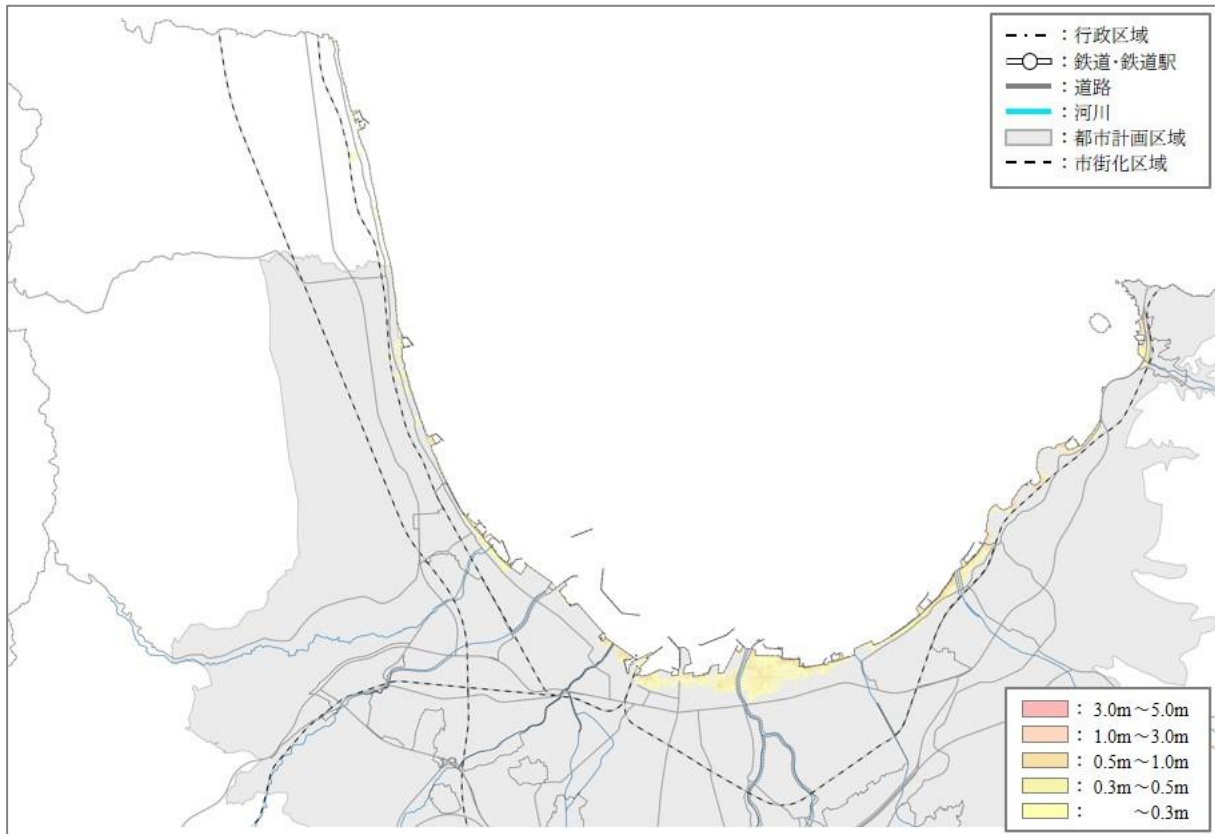 ：行政区域
：鉄道・鉄道駅
：道路
：河川
：都市計画区域
：市街化区域
：3.0m～5.0m
：1.0m～3.0m
：0.5m～1.0m
：0.3m～0.5m
：　　～0.3m